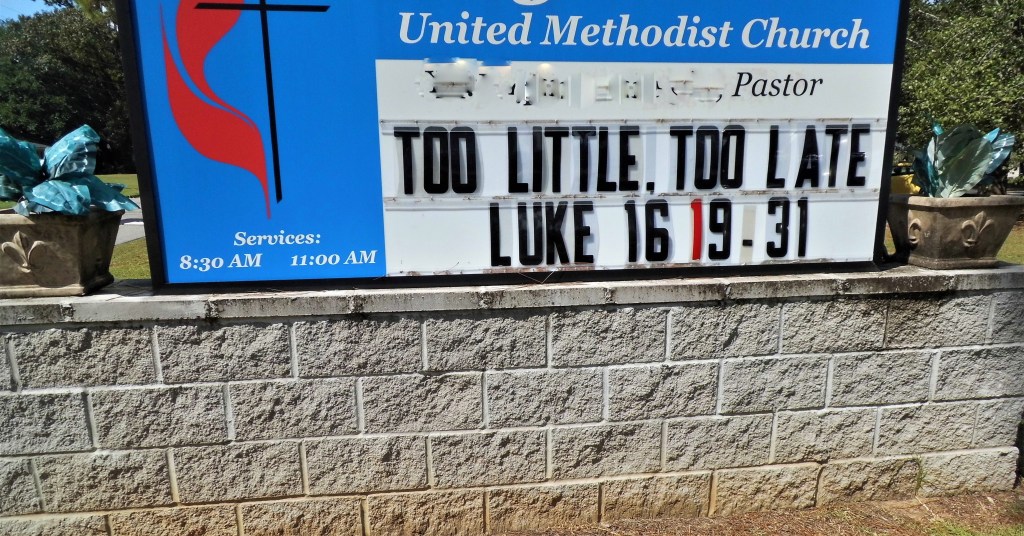 United Methodist Church
Pastor
TOO LITTLE. TOO LATE
LUKE 16 19-31
Services:
8:30 AM 11:00 AM